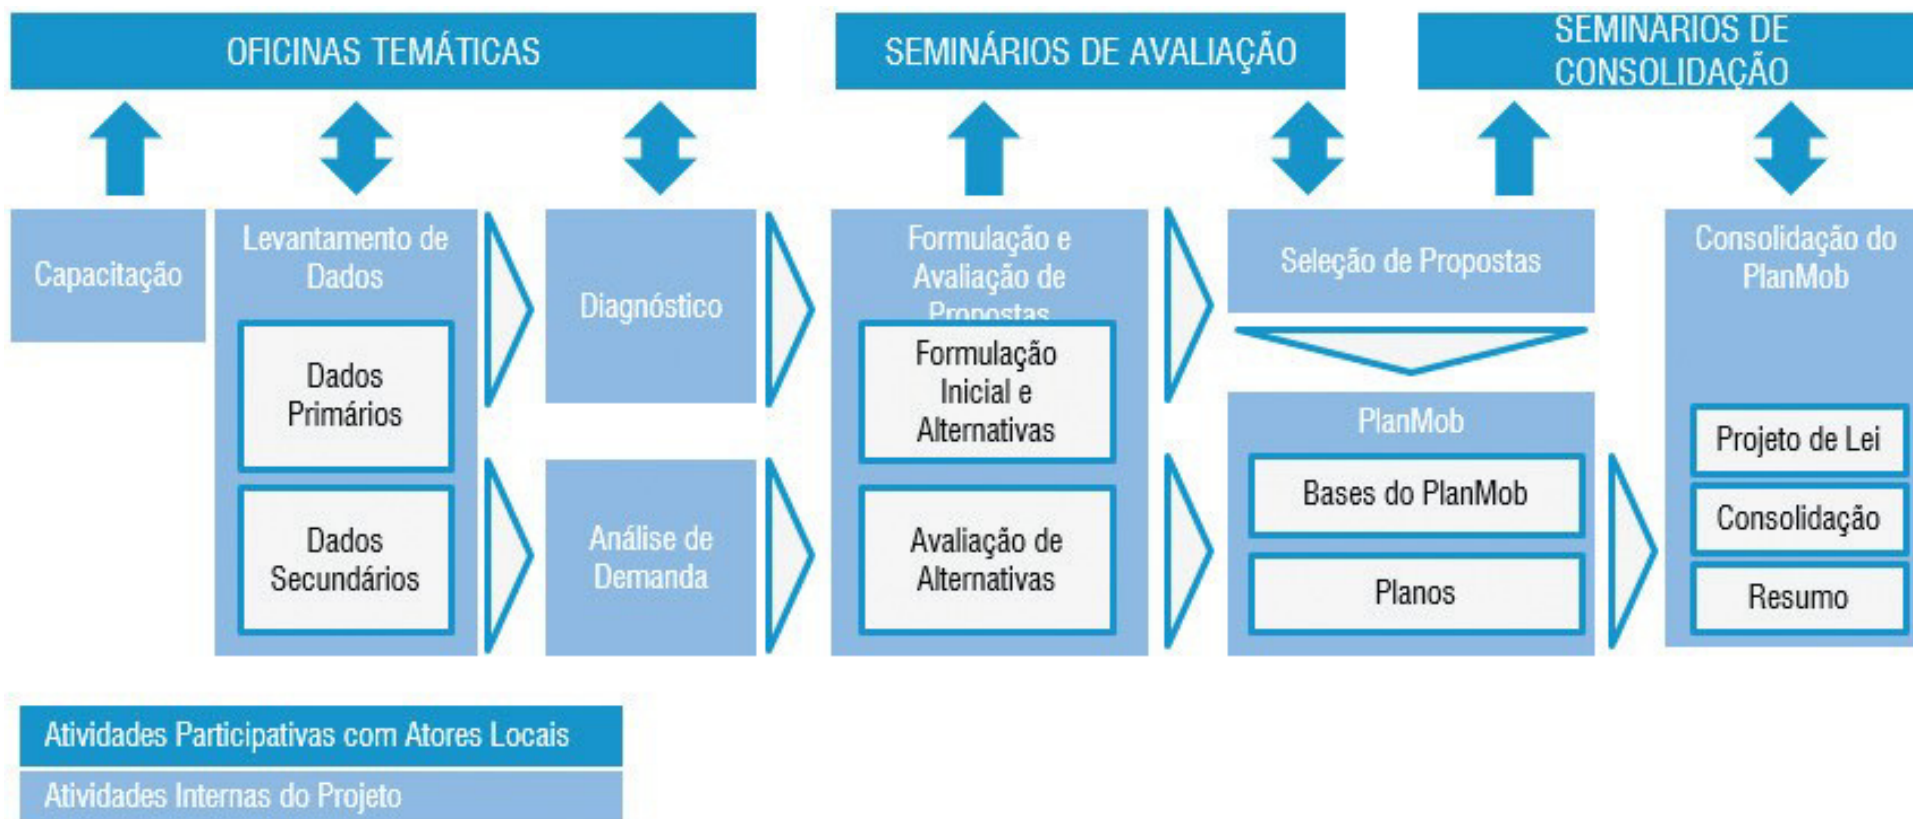 OFICINAS TEMÁTICAS
SEMINÁRIOS DE AVALIAÇÃO
SEMINÁRIOS DE
CONSOLIDAÇÃO
Capacitação
Levantamento de
Dados
Dados
Primários
Dados
Secundários
Diagnóstico
Análise de
Demanda
Formulação e
Avaliação de
Propostas
Formulação
Inicial e
Alternativas
Avaliação de
Alternativas
Seleção de Propostas
PlanMob
Bases do PlanMob
Planos
Consolidação do
PlanMob
Projeto de Lei
Consolidação
Resumo
Atividades Participativas com Atores Locais
Atividades Internas do Projeto